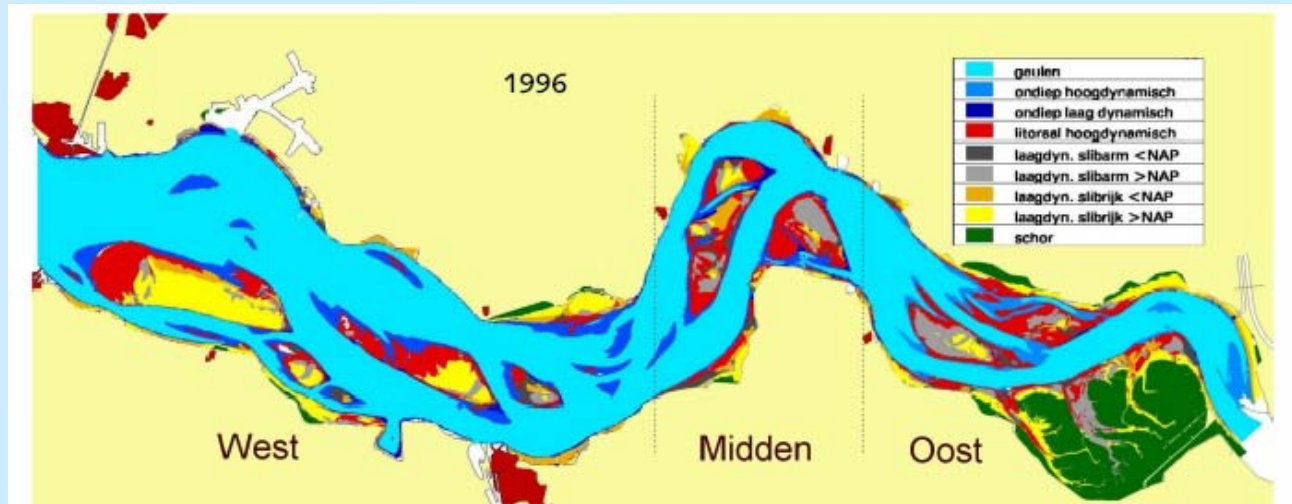 1996
geulen
ondiep hoogdynamisch
ondiep laag dynamisch
litoraal hoogdynamisch
laagdyn. slibarm <NAP
laagdyn. slibarm >NAP
laagdyn. slibrijk <NAP
laagdyn. slibrijk >NAP
schor
West
Midden
Oost